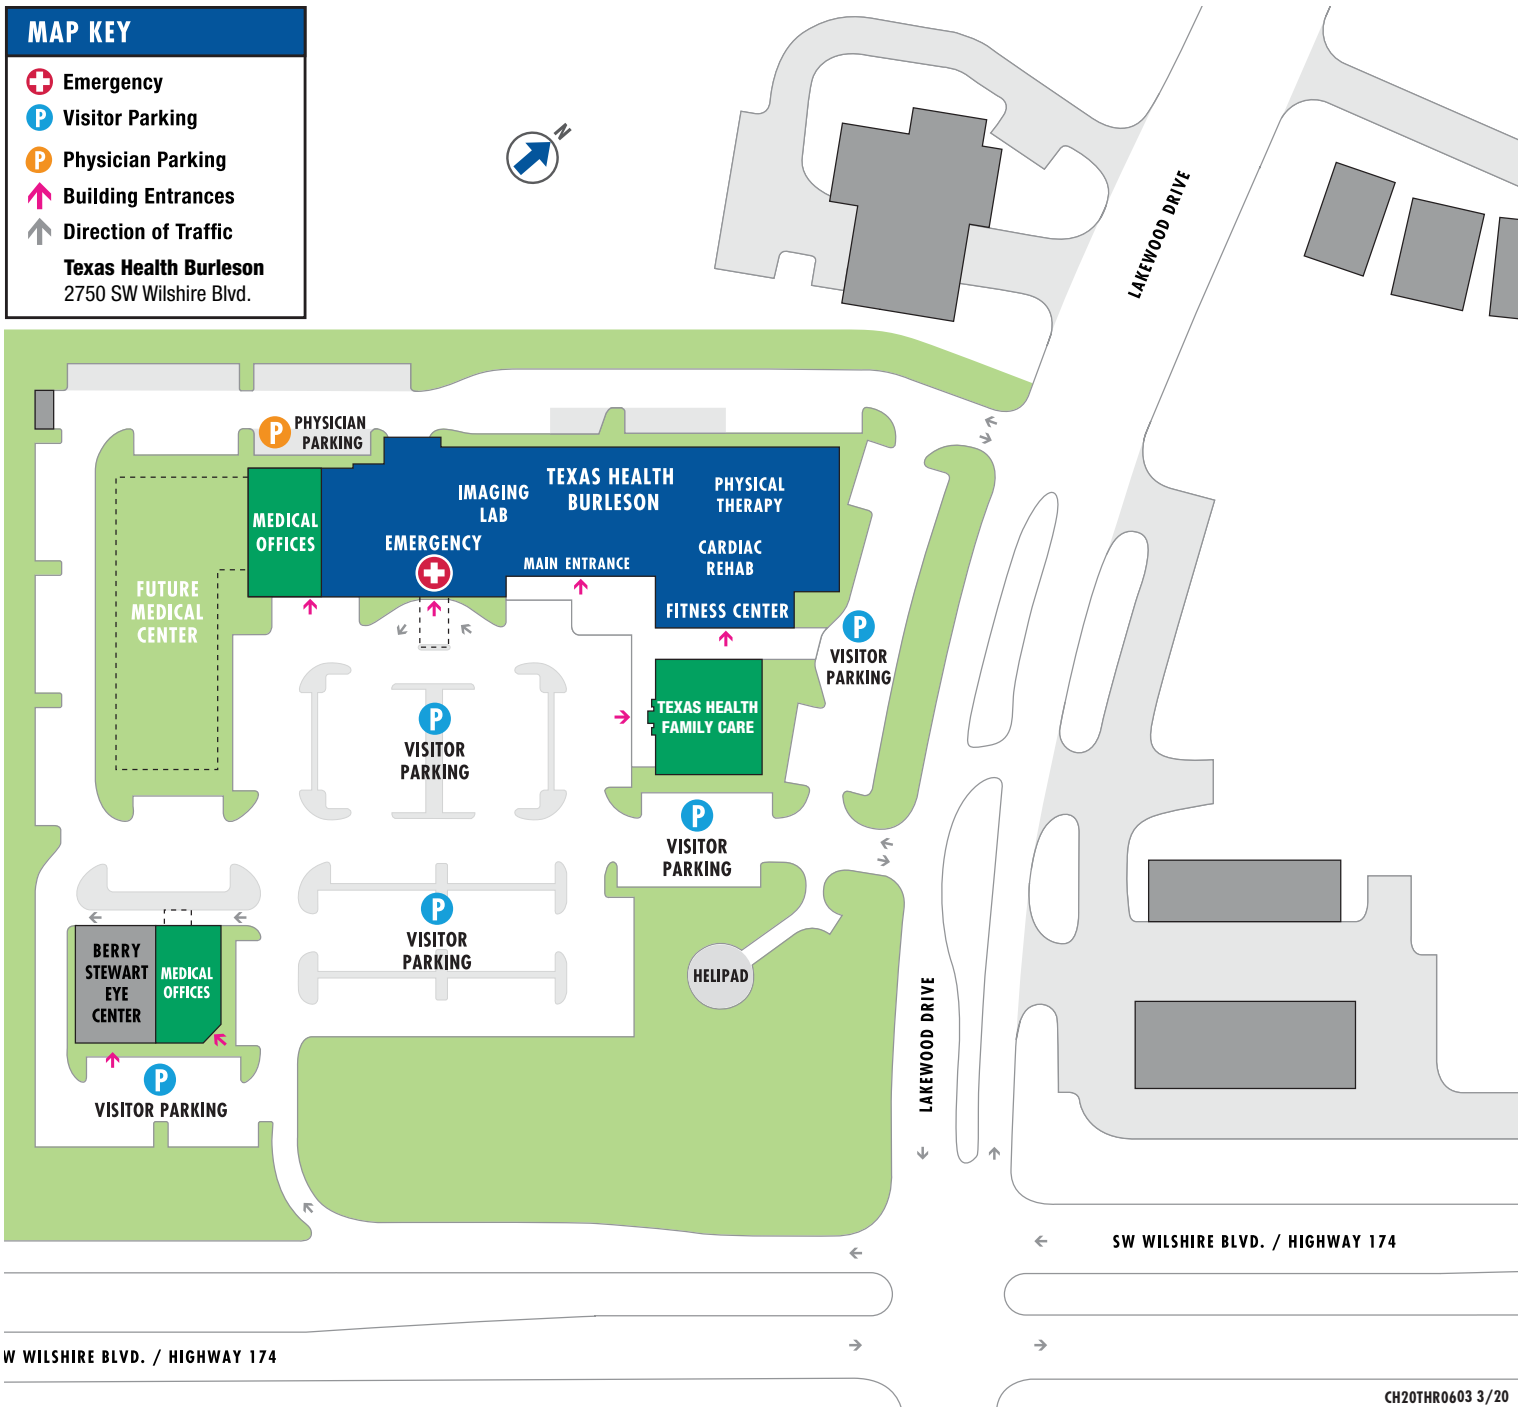 MAP KEY
Emergency
P Visitor Parking
P Physician Parking
Building Entrances
Direction of Traffic
Texas Health Burleson
2750 SW Wilshire Blvd.
N
LAKEWOOD DRIVE
P PHYSICIAN
PARKING
TEXAS HEALTH
BURLESON
IMAGING
LAB
PHYSICAL
THERAPY
MEDICAL
OFFICES
EMERGENCY
MAIN ENTRANCE
CARDIAC
REHAB
FITNESS CENTER
FUTURE
MEDICAL
CENTER
P
VISITOR
PARKING
TEXAS HEALTH
FAMILY CARE
P
VISITOR
PARKING
P
VISITOR
PARKING
P
VISITOR
PARKING
BERRY
STEWART
EYE
CENTER
MEDICAL
OFFICES
HELIPAD
P
VISITOR PARKING
LAKEWOOD DRIVE
SW WILSHIRE BLVD. / HIGHWAY 174
W WILSHIRE BLVD. / HIGHWAY 174
CH20THR0603 3/20